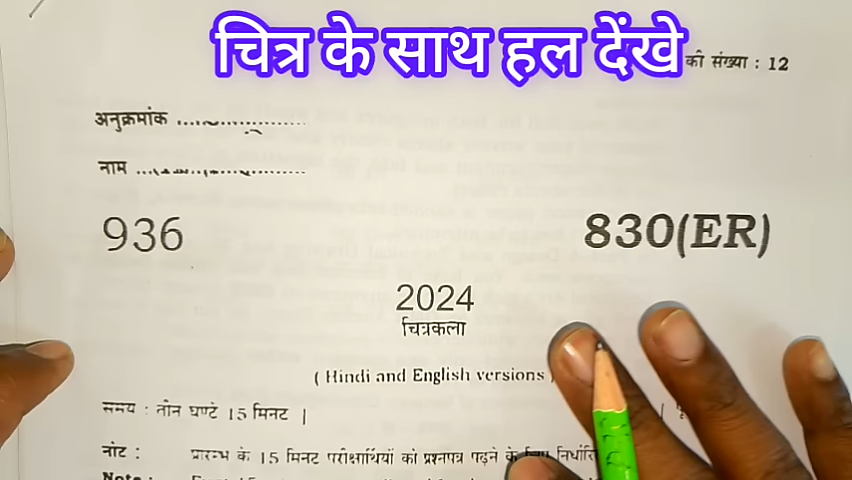 चित्र के साथ हल देंखे
की संख्या : 12
अनुक्रमांक
नाम
936
830(ER)
2024
चित्रकला
( Hindi and English versions )
समय : तीन घण्टे 15 मिनट |
नोट : प्रारम्भ के 15 मिनट परीक्षार्थियों को प्रश्नपत्र पढ़ने के लिए
Note :